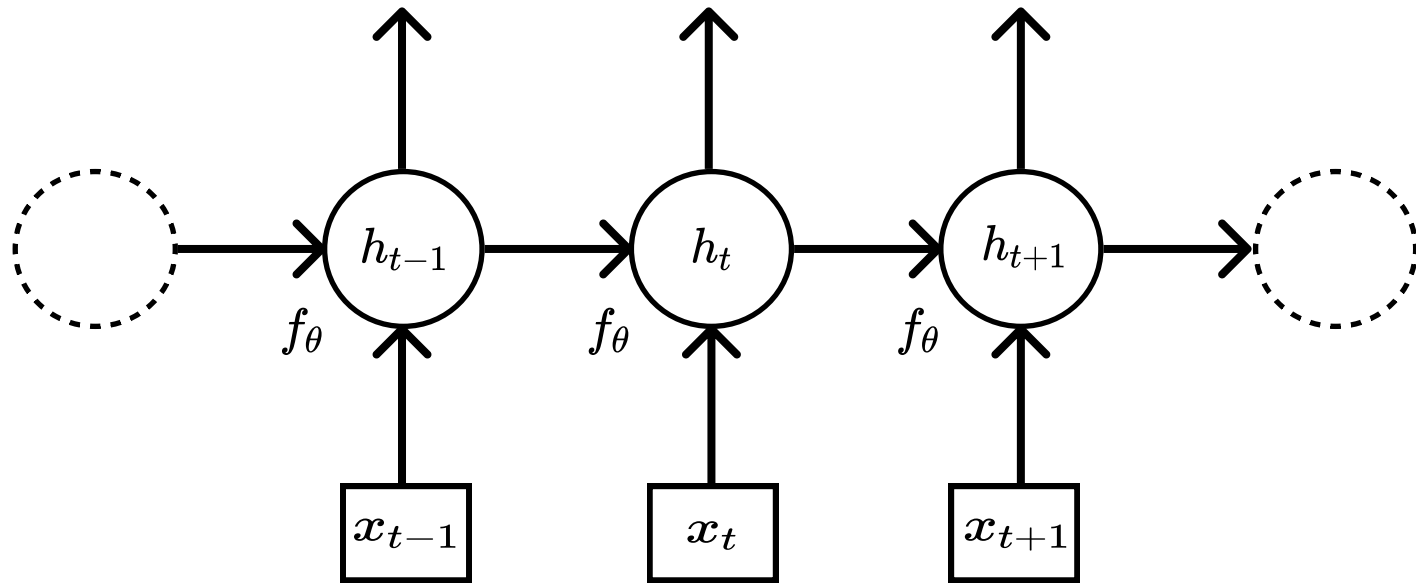 h_{t-1} h_t h_{t+1}
f_θ f_θ f_θ
x_{t-1} x_t x_{t+1}